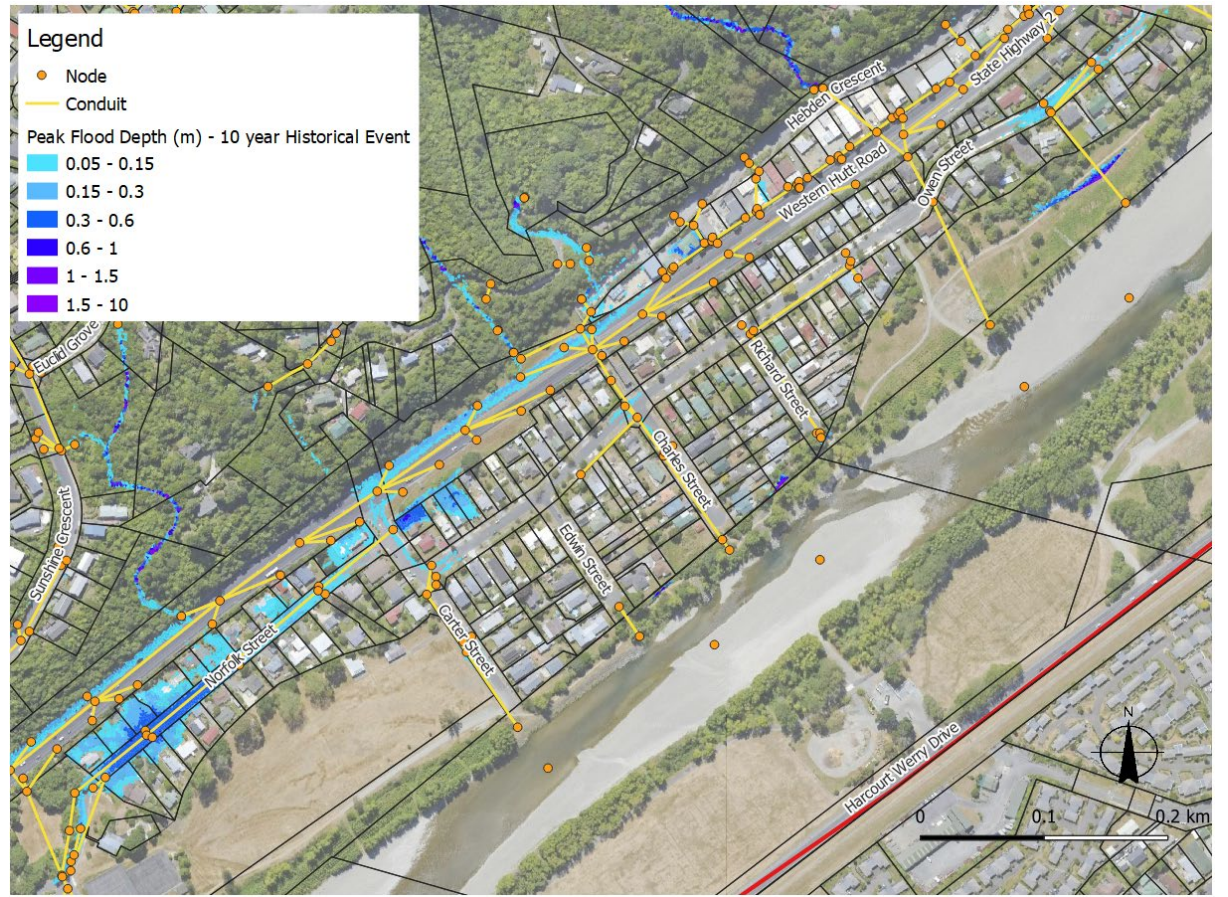 Legend
Node
Conduit
Peak Flood Depth (m) - 10 year Historical Event
0.05 - 0.15
0.15 - 0.3
0.3 - 0.6
0.6 - 1
1 - 1.5
1.5 - 10
State Highway 2
Hebden Crescent
Western Hutt Road
Owen Street
Euclid Grove
Richard Street
Charles Street
Sunshine Crescent
Edwin Street
Carter Street
Norfolk Street
Harcourt Werry Drive
N
0 0.1 0.2 km